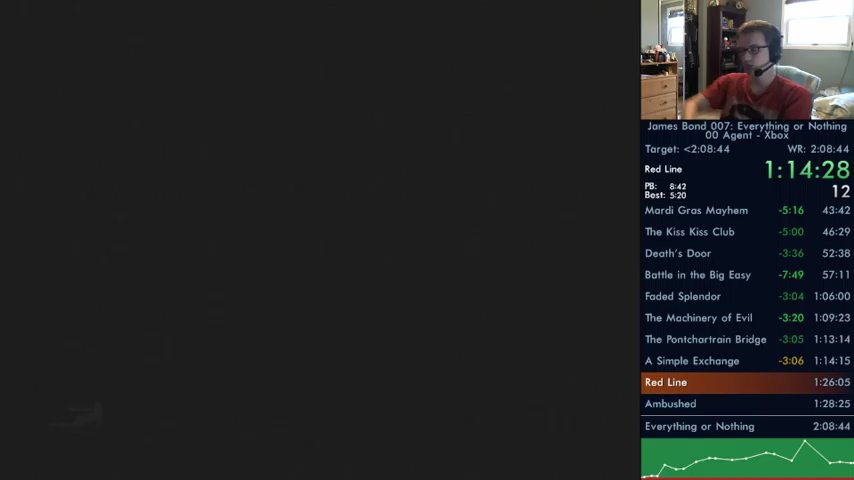 James Bond 007: Everything or Nothing
00 Agent - Xbox
Target: <2:08:44 WR: 2:08:44
Red Line 1:14:28
PB: 8:42 12
Best: 5:20
Mardi Gras Mayhem -5:16 43:42
The Kiss Kiss Club -5:00 46:29
Death's Door -3:36 52:38
Battle in the Big Easy -7:49 57:11
Faded Splendor -3:04 1:06:00
The Machinery of Evil -3:20 1:09:23
The Pontchartrain Bridge -3:05 1:13:14
A Simple Exchange -3:06 1:14:15
Red Line 1:26:05
Ambushed 1:28:25
Everything or Nothing 2:08:44